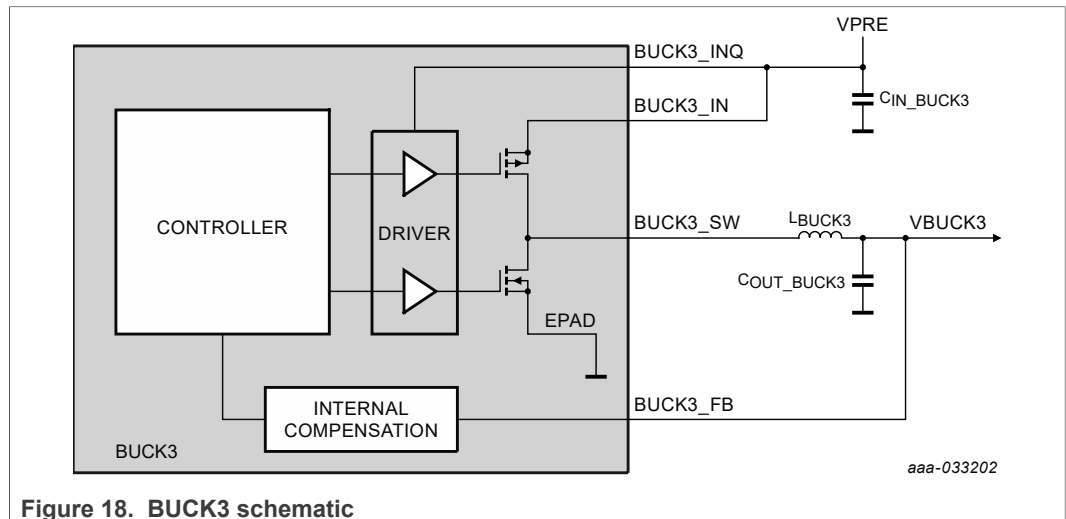 VPRE
BUCK3_INQ
CIN_BUCK3
BUCK3_IN
CONTROLLER
DRIVER
BUCK3_SW
LBUCK3
VBUCK3
COUT_BUCK3
EPAD
INTERNAL
COMPENSATION
BUCK3_FB
BUCK3
aaa-033202
Figure 18. BUCK3 schematic